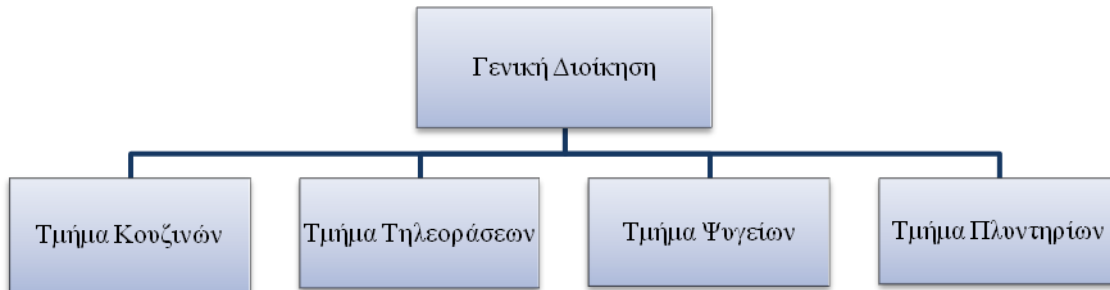 Γενική Διοίκηση
Τμήμα Κουζινών
Τμήμα Τηλεοράσεων
Τμήμα Ψυγείων
Τμήμα Πλυντηρίων